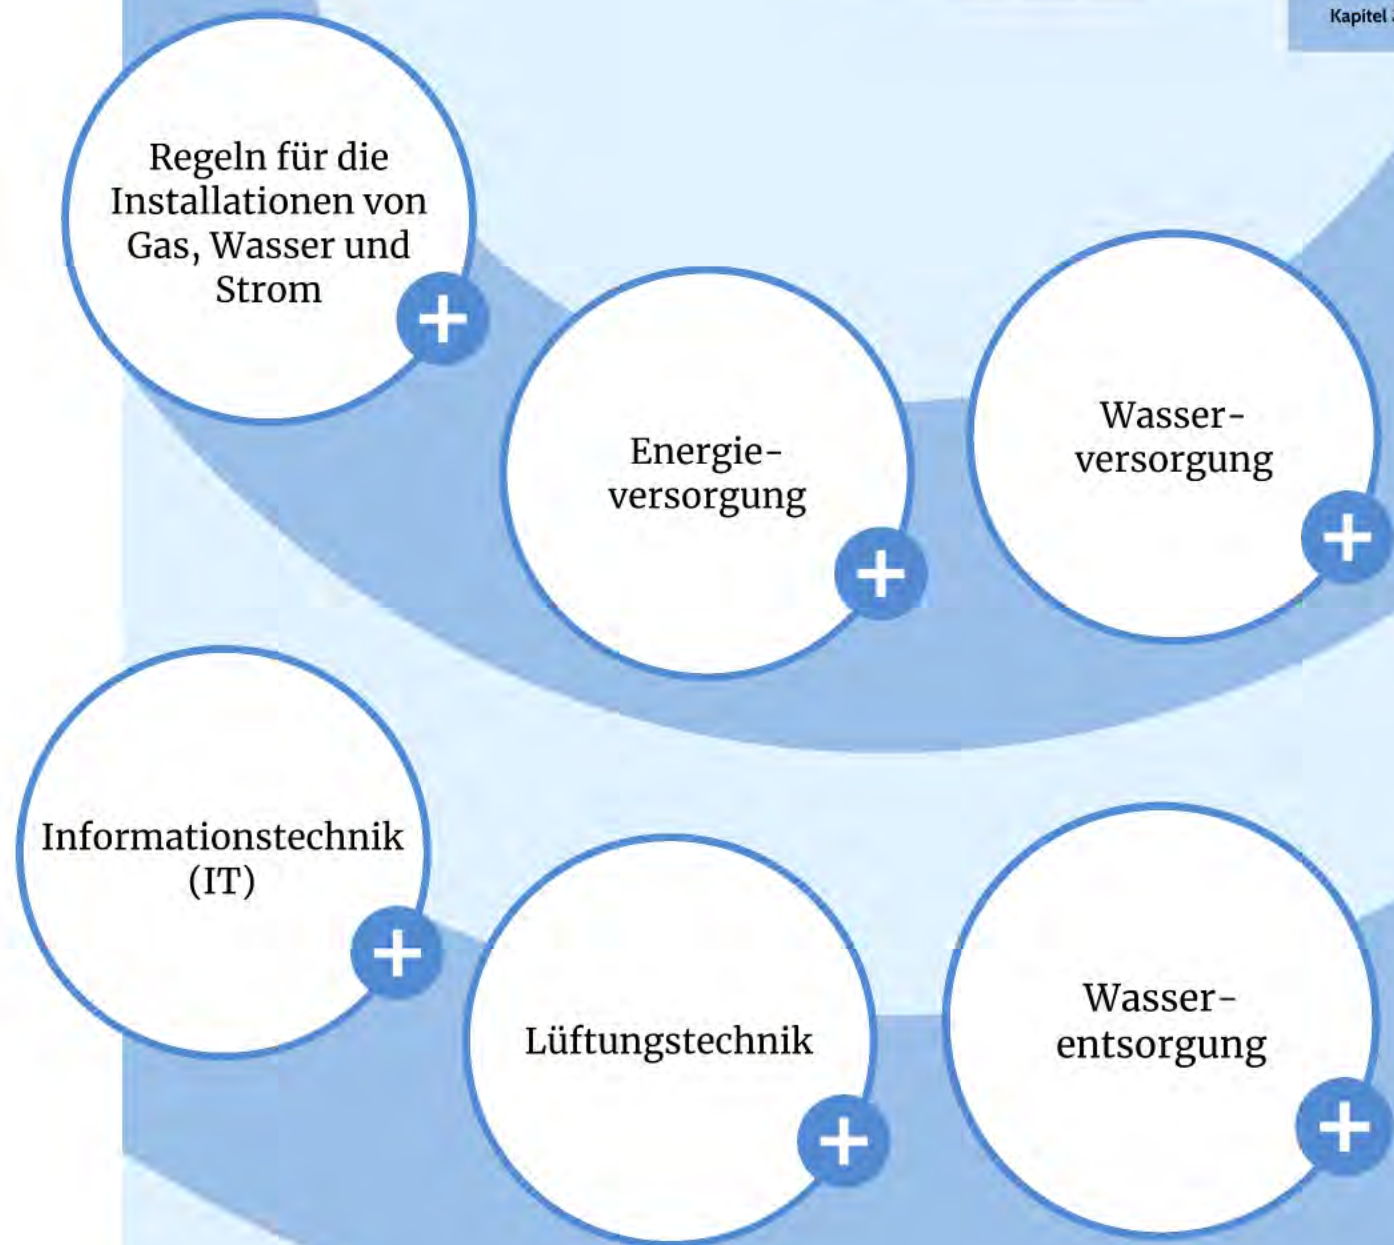 Kapitel
Regeln für die
Installationen von
Gas, Wasser und
Strom
Energie-
versorgung
Wasser-
versorgung
Informationstechnik
(IT)
Lüftungstechnik
Wasser-
entsorgung